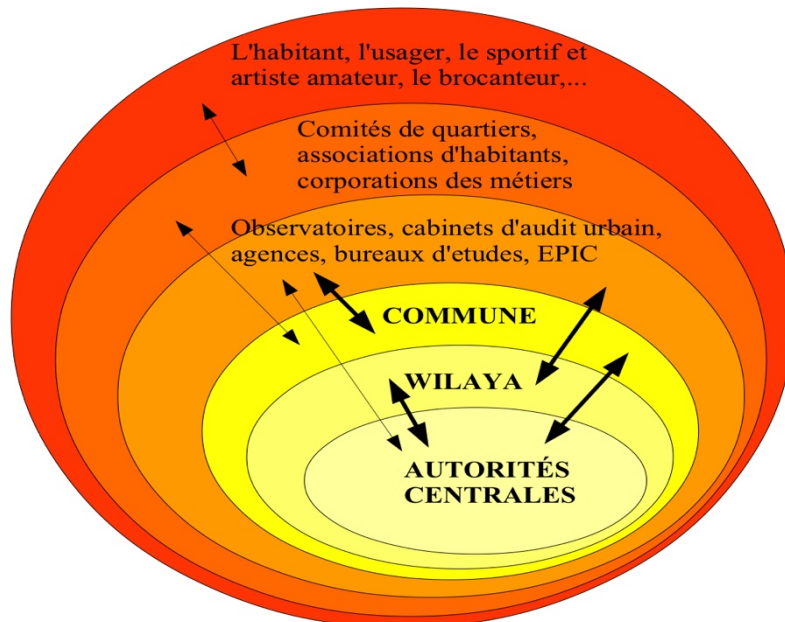 L'habitant, l'usager, le sportif et
artiste amateur, le brocanteur,...
Comités de quartiers,
associations d'habitants,
corporations des métiers
Observatoires, cabinets d'audit urbain,
agences, bureaux d'etudes, EPIC
COMMUNE
WILAYA
AUTORITÉS
CENTRALES